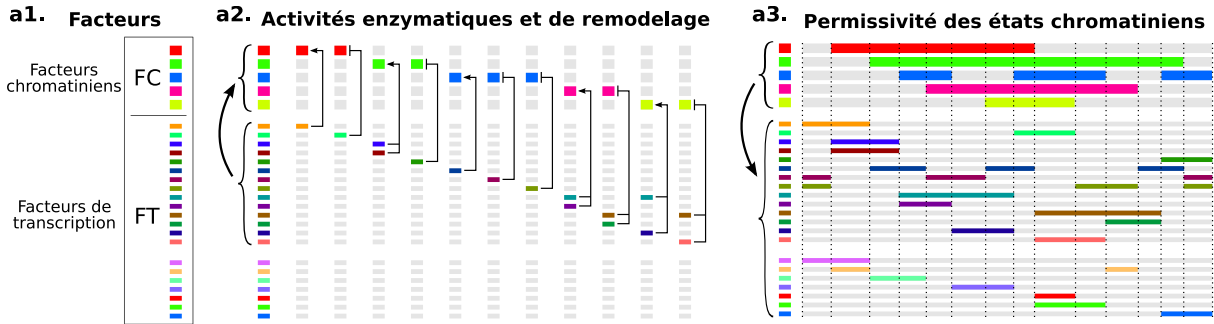 a1. Facteurs
Facteurs
chromatiniens
FC
Facteurs de
transcription
FT
a2. Activités enzymatiques et de remodelage
a3. Permissivité des états chromatiniens